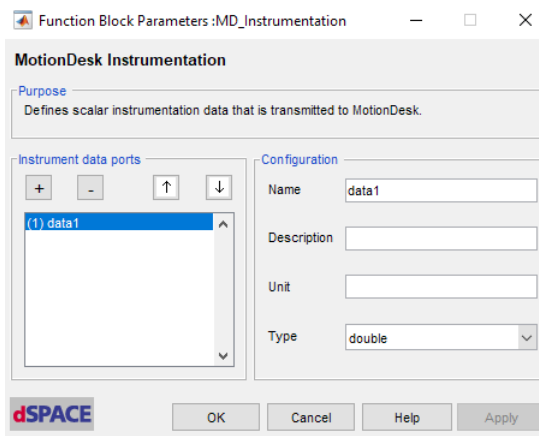 Function Block Parameters :MD_Instrumentation
MotionDesk Instrumentation
Purpose
Defines scalar instrumentation data that is transmitted to MotionDesk.
Instrument data ports
+ - ↑ ↓
(1) data1
Configuration
Name data1
Description
Unit
Type double
dSPACE OK Cancel Help Apply